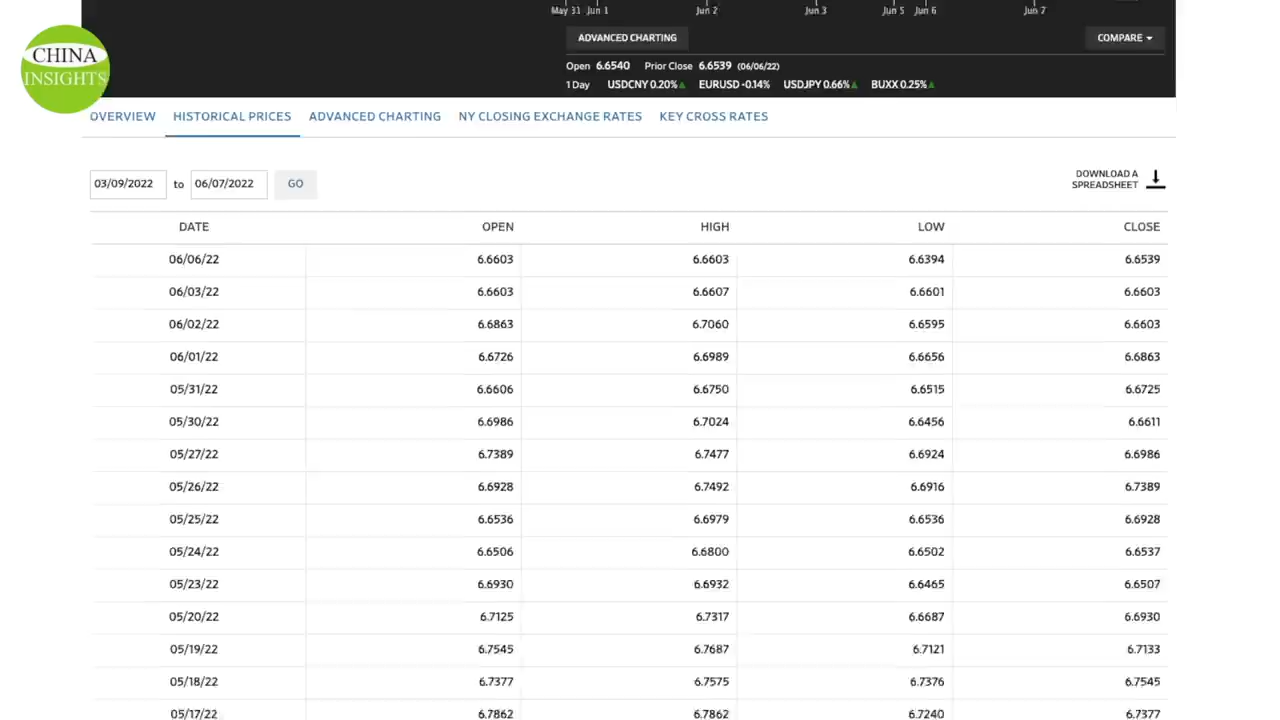 May 31 Jun 1 Jun 2 Jun 3 Jun 5 Jun 6 Jun 7
CHINA
INSIGHTS
ADVANCED CHARTING COMPARE
Open 6.6540 Prior Close 6.6539 (06/06/22)
1 Day USDCNY 0.20% EURUSD -0.14% USDJPY 0.66% BUXX 0.25%
OVERVIEW HISTORICAL PRICES ADVANCED CHARTING NY CLOSING EXCHANGE RATES KEY CROSS RATES
03/09/2022 to 06/07/2022 GO
DOWNLOAD A
SPREADSHEET
DATE OPEN HIGH LOW CLOSE
06/06/22 6.6603 6.6603 6.6394 6.6539
06/03/22 6.6603 6.6607 6.6601 6.6603
06/02/22 6.6863 6.7060 6.6595 6.6603
06/01/22 6.6726 6.6989 6.6656 6.6863
05/31/22 6.6606 6.6750 6.6515 6.6725
05/30/22 6.6986 6.7024 6.6456 6.6611
05/27/22 6.7389 6.7477 6.6924 6.6986
05/26/22 6.6928 6.7492 6.6916 6.7389
05/25/22 6.6536 6.6979 6.6536 6.6928
05/24/22 6.6506 6.6800 6.6502 6.6537
05/23/22 6.6930 6.6932 6.6465 6.6507
05/20/22 6.7125 6.7317 6.6687 6.6930
05/19/22 6.7545 6.7687 6.7121 6.7133
05/18/22 6.7377 6.7575 6.7376 6.7545
05/17/22 6.7862 6.7862 6.7240 6.7377